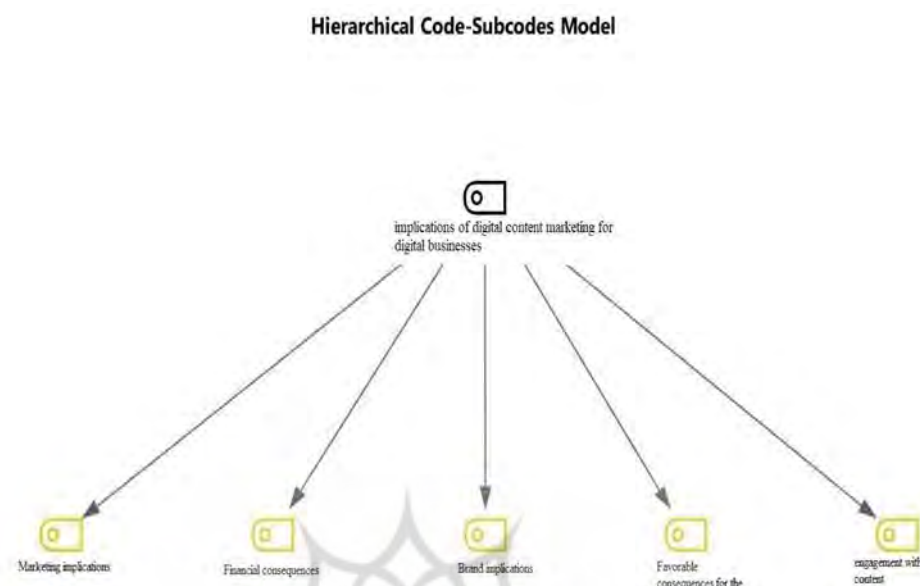 Hierarchical Code-Subcodes Model
implications of digital content marketing for
digital businesses
Marketing implications
Financial consequences
Brand implications
Favorable
consequences for the
engagement with
content